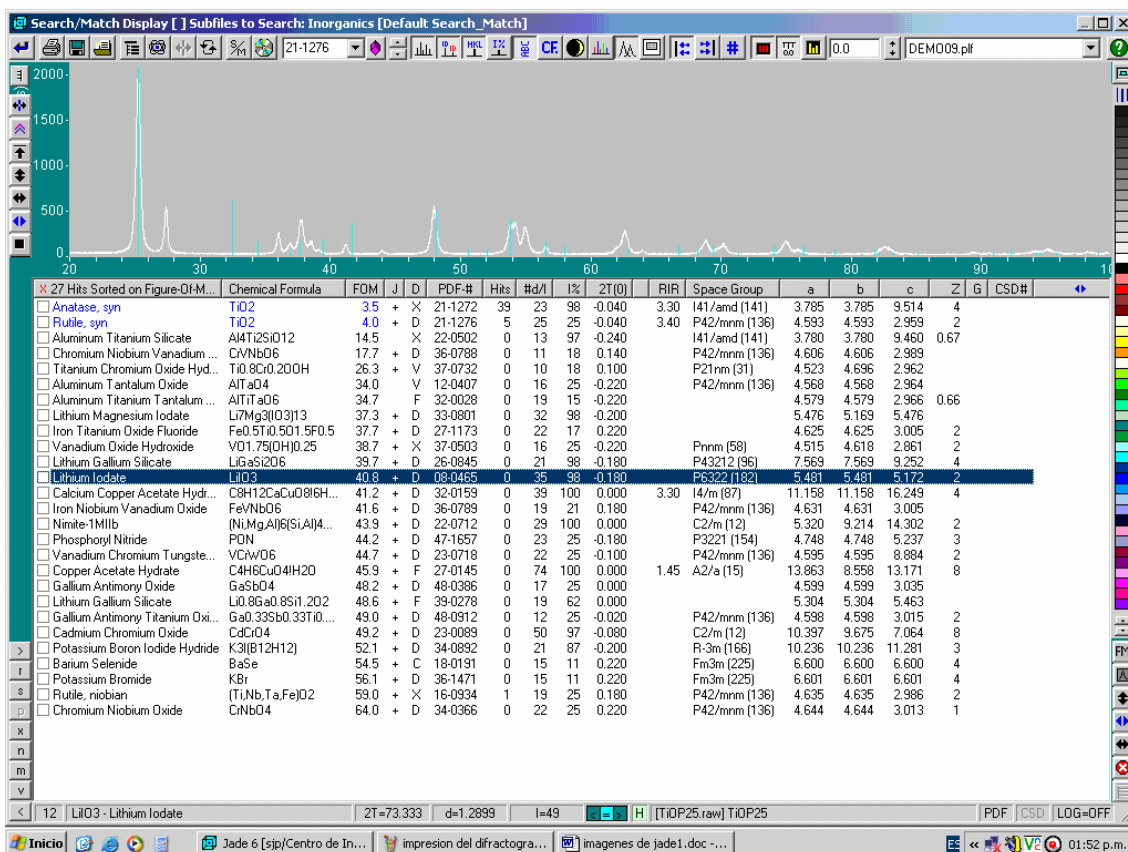 Search/Match Display [ ] Subfiles to Search: Inorganics [Default Search_Match]
S/M 21-1276 HKL I% CF. # 0.0 DEMO09.plf
2000
1500
1000
500
0
20 30 40 50 60 70 80 90 10
× 27 Hits Sorted on Figure-Of-M... Chemical Formula FOM J D PDF-# Hits #d/I I% 2T(0) RIR Space Group a b c Z G CSD#
Anatase, syn TiO2 3.5 + X 21-1272 39 23 98 -0.040 3.30 I41/amd (141) 3.785 3.785 9.514 4
Rutile, syn TiO2 4.0 + D 21-1276 5 25 25 -0.040 3.40 P42/mnm (136) 4.593 4.593 2.959 2
Aluminum Titanium Silicate Al4Ti2SiO12 14.5 X 22-0502 0 13 97 -0.240 I41/amd (141) 3.780 3.780 9.460 0.67
Chromium Niobium Vanadium ... CrVNbO6 17.7 + D 36-0788 0 11 18 0.140 P42/mnm (136) 4.606 4.606 2.989
Titanium Chromium Oxide Hyd... Ti0.8Cr0.2OOH 26.3 + V 37-0732 0 10 18 0.100 P21nm (31) 4.523 4.696 2.962
Aluminum Tantalum Oxide AlTaO4 34.0 V 12-0407 0 16 25 -0.220 P42/mnm (136) 4.568 4.568 2.964
Aluminum Titanium Tantalum ... AlTiTaO6 34.7 F 32-0028 0 19 15 -0.220 4.579 4.579 2.966 0.66
Lithium Magnesium Iodate Li7Mg3(IO3)13 37.3 + D 33-0801 0 32 98 -0.200 5.476 5.169 5.476
Iron Titanium Oxide Fluoride Fe0.5Ti0.5O1.5F0.5 37.7 + D 27-1173 0 22 17 0.220 4.625 4.625 3.005 2
Vanadium Oxide Hydroxide VO1.75(OH)0.25 38.7 + X 37-0503 0 16 25 -0.220 Pnnm (58) 4.515 4.618 2.861 2
Lithium Gallium Silicate LiGaSi2O6 39.7 + D 26-0845 0 21 98 -0.180 P43212 (96) 7.569 7.569 9.252 4
Lithium Iodate LiIO3 40.8 + D 08-0465 0 35 98 -0.180 P6322 (182) 5.481 5.481 5.172 2
Calcium Copper Acetate Hydr... C8H12CaCuO8!6H... 41.2 + D 32-0159 0 39 100 0.000 3.30 I4/m (87) 11.158 11.158 16.249 4
Iron Niobium Vanadium Oxide FeVNbO6 41.6 + D 36-0789 0 19 21 0.180 P42/mnm (136) 4.631 4.631 3.005
Nimite-1MIIb (Ni,Mg,Al)6(Si,Al)4... 43.9 + D 22-0712 0 29 100 0.000 C2/m (12) 5.320 9.214 14.302 2
Phosphoryl Nitride PON 44.2 + D 47-1657 0 23 25 -0.180 P3221 (154) 4.748 4.748 5.237 3
Vanadium Chromium Tungste... VCrWO6 44.7 + D 23-0718 0 22 25 -0.100 P42/mnm (136) 4.595 4.595 8.884 2
Copper Acetate Hydrate C4H6CuO4!H2O 45.9 + F 27-0145 0 74 100 0.000 1.45 A2/a (15) 13.863 8.558 13.171 8
Gallium Antimony Oxide GaSbO4 48.2 + D 48-0386 0 17 25 0.000 4.599 4.599 3.035
Lithium Gallium Silicate Li0.8Ga0.8Si1.2O2 48.6 + F 39-0278 0 19 62 0.000 5.304 5.304 5.463
Gallium Antimony Titanium Oxi... Ga0.33Sb0.33Ti0.... 49.0 + D 48-0912 0 12 25 -0.020 P42/mnm (136) 4.598 4.598 3.015 2
Cadmium Chromium Oxide CdCrO4 49.2 + D 23-0089 0 50 97 -0.080 C2/m (12) 10.397 9.675 7.064 8
Potassium Boron Iodide Hydride K3I(B12H12) 52.1 + D 34-0892 0 21 87 -0.200 R-3m (166) 10.236 10.236 11.281 3
Barium Selenide BaSe 54.5 + C 18-0191 0 15 11 0.220 Fm3m (225) 6.600 6.600 6.600 4
Potassium Bromide KBr 56.1 + D 36-1471 0 15 11 0.220 Fm3m (225) 6.601 6.601 6.601 4
Rutile, niobian (Ti,Nb,Ta,Fe)O2 59.0 + X 16-0934 1 19 25 0.180 P42/mnm (136) 4.635 4.635 2.986 2
Chromium Niobium Oxide CrNbO4 64.0 + D 34-0366 0 22 25 0.220 P42/mnm (136) 4.644 4.644 3.013 1
>
r
s
p
x
n
m
v
FM
< 12 LiIO3 - Lithium Iodate 2T=73.333 d=1.2899 I=49 < = > H [TiOP25.raw] TiOP25 PDF CSD LOG=OFF
Inicio Jade 6 [sjp/Centro de In... impresion del difractogra... imagenes de jade1.doc -... ES « 01:52 p.m.